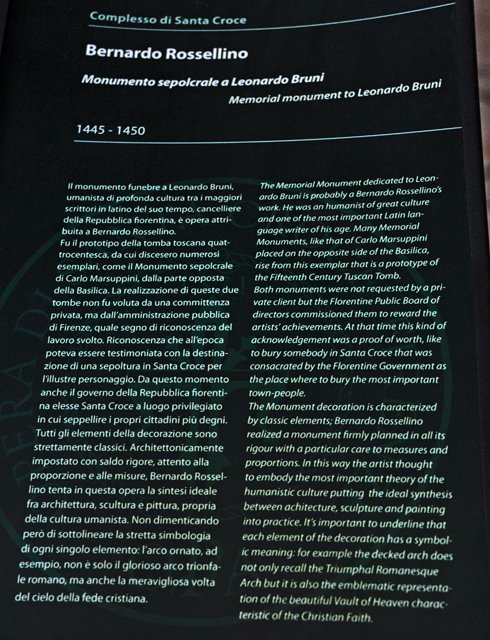 Complesso di Santa Croce
Bernardo Rossellino
Monumento sepolcrale a Leonardo Bruni
Memorial monument to Leonardo Bruni
1445 - 1450
Il monumento funebre a Leonardo Bruni,
umanista di profonda cultura tra i maggiori
scrittori in latino del suo tempo, cancelliere
della Repubblica fiorentina, è opera attri-
buita a Bernardo Rossellino.
Fu il prototipo della tomba toscana quat-
trocentesca, da cui discesero numerosi
esemplari, come il Monumento sepolcrale
di Carlo Marsuppini, dalla parte opposta
della Basilica. La realizzazione di queste due
tombe non fu voluta da una committenza
privata, ma dall'amministrazione pubblica
di Firenze, quale segno di riconoscenza del
lavoro svolto. Riconoscenza che all'epoca
poteva essere testimoniata con la destina-
zione di una sepoltura in Santa Croce per
l'illustre personaggio. Da questo momento
anche il governo della Repubblica fiorenti-
na elesse Santa Croce a luogo privilegiato
in cui seppellire i propri cittadini più degni.
Tutti gli elementi della decorazione sono
strettamente classici. Architettonicamente
impostato con saldo rigore, attento alla
proporzione e alle misure, Bernardo Rossel-
lino tenta in questa opera la sintesi ideale
fra architettura, scultura e pittura, propria
della cultura umanista. Non dimenticando
però di sottolineare la stretta simbologia
di ogni singolo elemento: l'arco ornato, ad
esempio, non è solo il glorioso arco trionfa-
le romano, ma anche la meravigliosa volta
del cielo della fede cristiana.
The Memorial Monument dedicated to Leon-
ardo Bruni is probably a Bernardo Rossellino's
work. He was an humanist of great culture
and one of the most important Latin lan-
guage writer of his age. Many Memorial
Monuments, like that of Carlo Marsuppini
placed on the opposite side of the Basilica,
rise from this exemplar that is a prototype of
the Fifteenth Century Tuscan Tomb.
Both monuments were not requested by a pri-
vate client but the Florentine Public Board of
directors commissioned them to reward the
artists' achievements. At that time this kind of
acknowledgement was a proof of worth, like
to bury somebody in Santa Croce that was
consacrated by the Florentine Government as
the place where to bury the most important
town-people.
The Monument decoration is characterized
by classic elements; Bernardo Rossellino
realized a monument firmly planned in all its
rigour with a particular care to measures and
proportions. In this way the artist thought
to embody the most important theory of the
humanistic culture putting the ideal synthesis
between achitecture, sculpture and painting
into practice. It's important to underline that
each element of the decoration has a symbol-
ic meaning: for example the decked arch does
not only recall the Triumphal Romanesque
Arch but it is also the emblematic representa-
tion of the beautiful Vault of Heaven charac-
teristic of the Christian Faith.